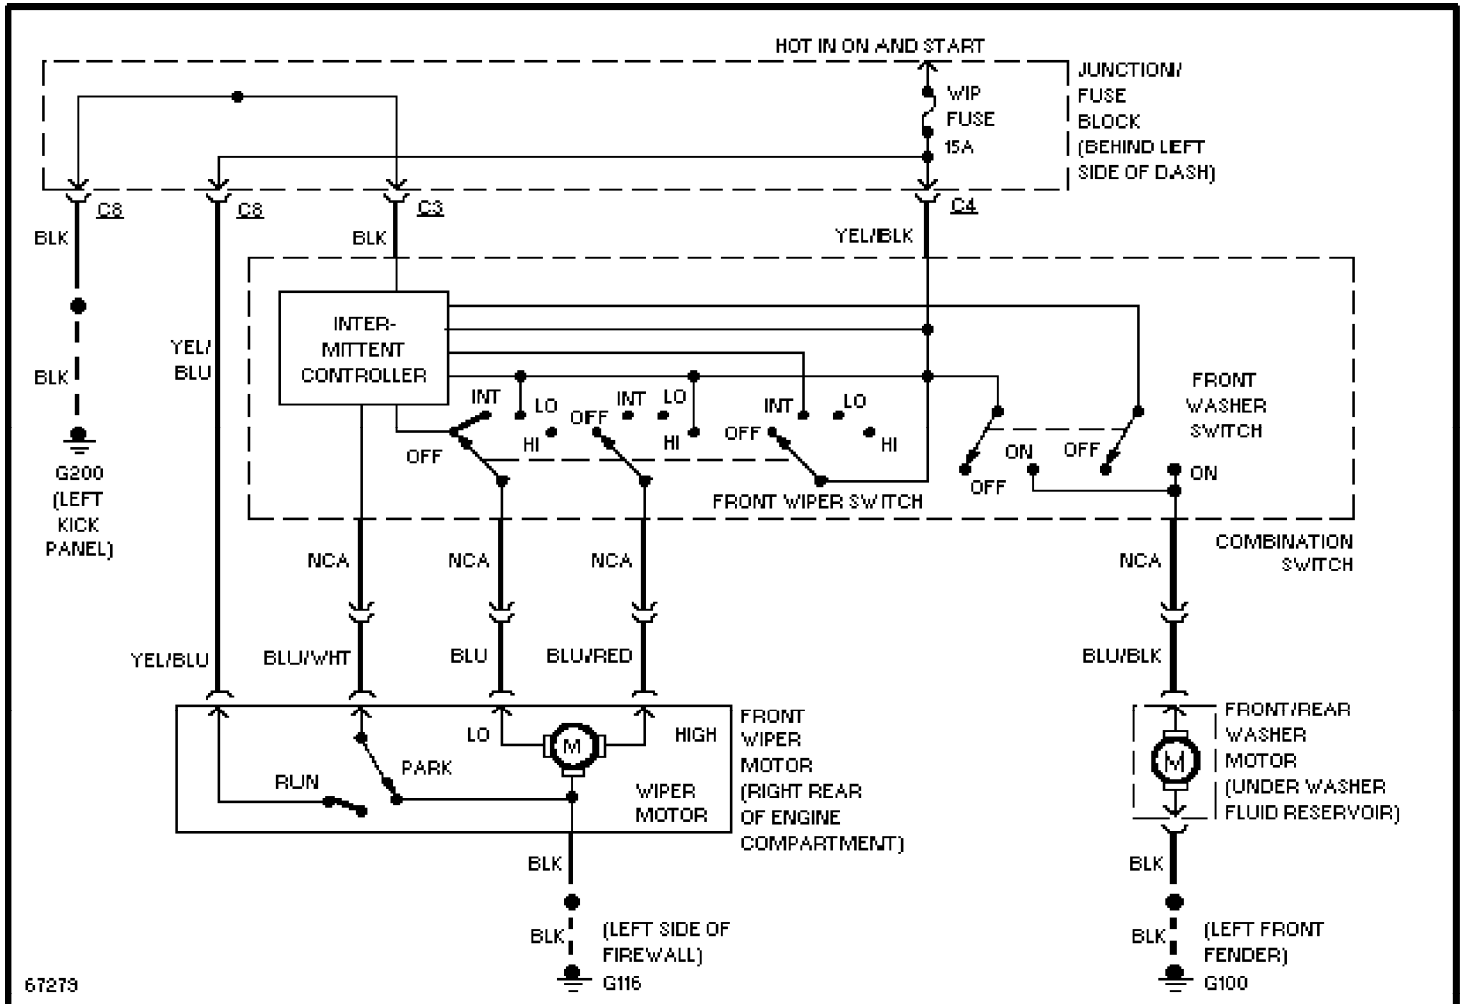 HOT IN ON AND START
JUNCTION/
FUSE
BLOCK
(BEHIND LEFT
SIDE OF DASH)
WIP
FUSE
15A
C8
C8
C3
C4
BLK
BLK
YEL/BLK
INTER-
MITTENT
CONTROLLER
YEL/
BLU
BLK
G200
(LEFT
KICK
PANEL)
INT
LO
HI
OFF
INT
LO
OFF
HI
INT
LO
OFF
HI
FRONT
WASHER
SWITCH
ON
OFF
OFF
ON
FRONT WIPER SWITCH
COMBINATION
SWITCH
NCA
NCA
NCA
NCA
YEL/BLU
BLU/WHT
BLU
BLU/RED
BLU/BLK
LO
M
HIGH
RUN
PARK
WIPER
MOTOR
FRONT
WIPER
MOTOR
(RIGHT REAR
OF ENGINE
COMPARTMENT)
M
FRONT/REAR
WASHER
MOTOR
(UNDER WASHER
FLUID RESERVOIR)
BLK
BLK
BLK
(LEFT SIDE OF
FIREWALL)
G116
BLK
(LEFT FRONT
FENDER)
G100
67279